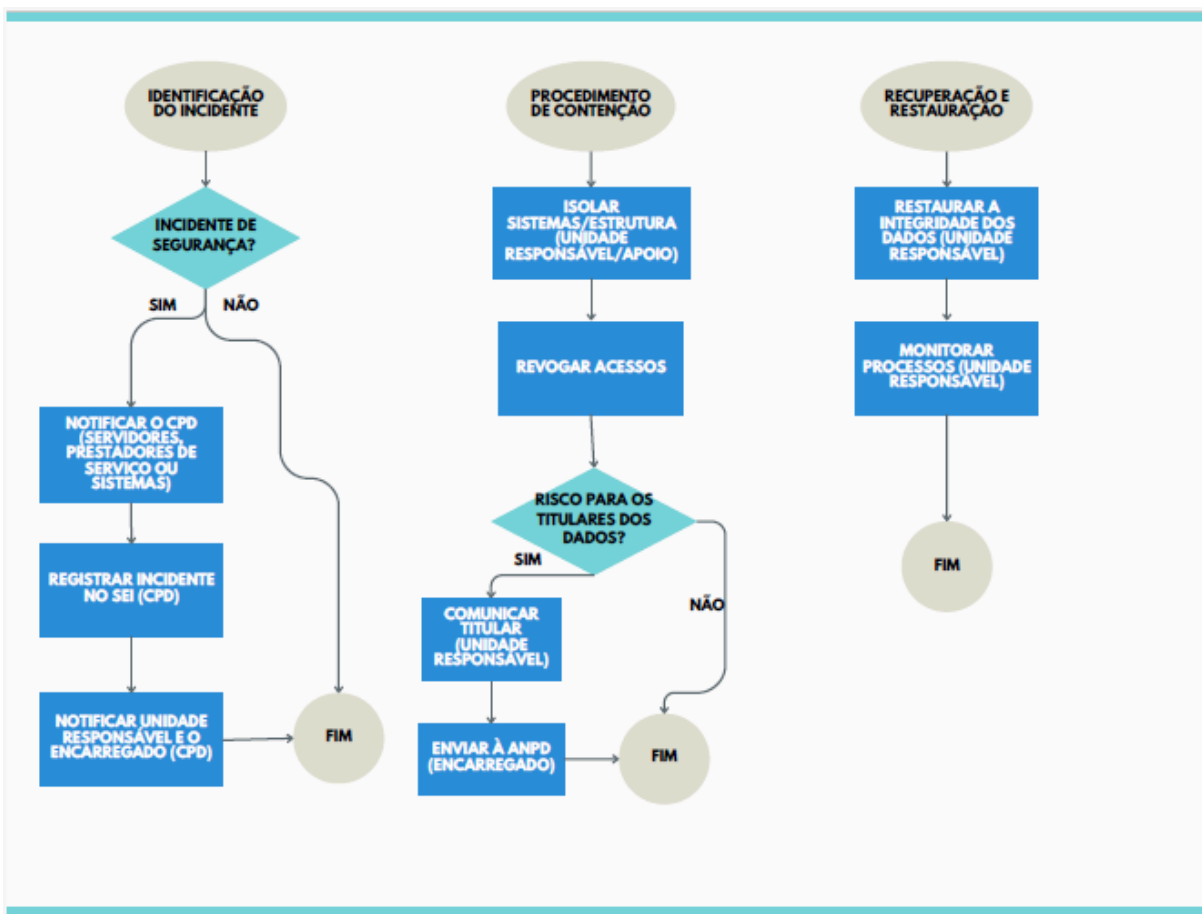 IDENTIFICAÇÃO
DO INCIDENTE
INCIDENTE DE
SEGURANÇA?
SIM
NÃO
NOTIFICAR O CPD
(SERVIDORES,
PRESTADORES DE
SERVIÇO OU
SISTEMAS)
REGISTRAR INCIDENTE
NO SEI (CPD)
NOTIFICAR UNIDADE
RESPONSÁVEL E O
ENCARREGADO (CPD)
FIM
PROCEDIMENTO
DE CONTENÇÃO
ISOLAR
SISTEMAS/ESTRUTURA
(UNIDADE
RESPONSÁVEL/APOIO)
REVOGAR ACESSOS
RISCO PARA OS
TITULARES DOS
DADOS?
SIM
NÃO
COMUNICAR
TITULAR
(UNIDADE
RESPONSÁVEL)
ENVIAR À ANPD
(ENCARREGADO)
FIM
RECUPERAÇÃO E
RESTAURAÇÃO
RESTAURAR A
INTEGRIDADE DOS
DADOS (UNIDADE
RESPONSÁVEL)
MONITORAR
PROCESSOS (UNIDADE
RESPONSÁVEL)
FIM